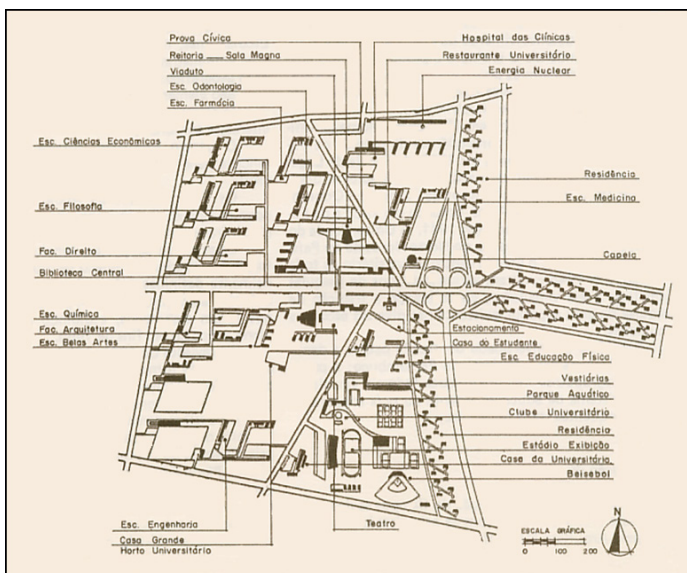 Prova Cívica
Reitoria Sala Magna
Viaduto
Esc. Odontologia
Esc. Farmácia
Hospital das Clínicas
Restaurante Universitário
Energia Nuclear
Esc. Ciências Econômicas
Esc. Filosofia
Fac. Direito
Biblioteca Central
Esc. Química
Fac. Arquitetura
Esc. Belas Artes
Residência
Esc. Medicina
Capela
Estacionamento
Casa do Estudante
Esc. Educação Física
Vestiárias
Parque Aquático
Clube Universitário
Residência
Estádio Exibição
Casa da Universitária
Beisebol
Esc. Engenharia
Casa Grande
Horto Universitário
Teatro
ESCALA GRÁFICA
0 100 200
N